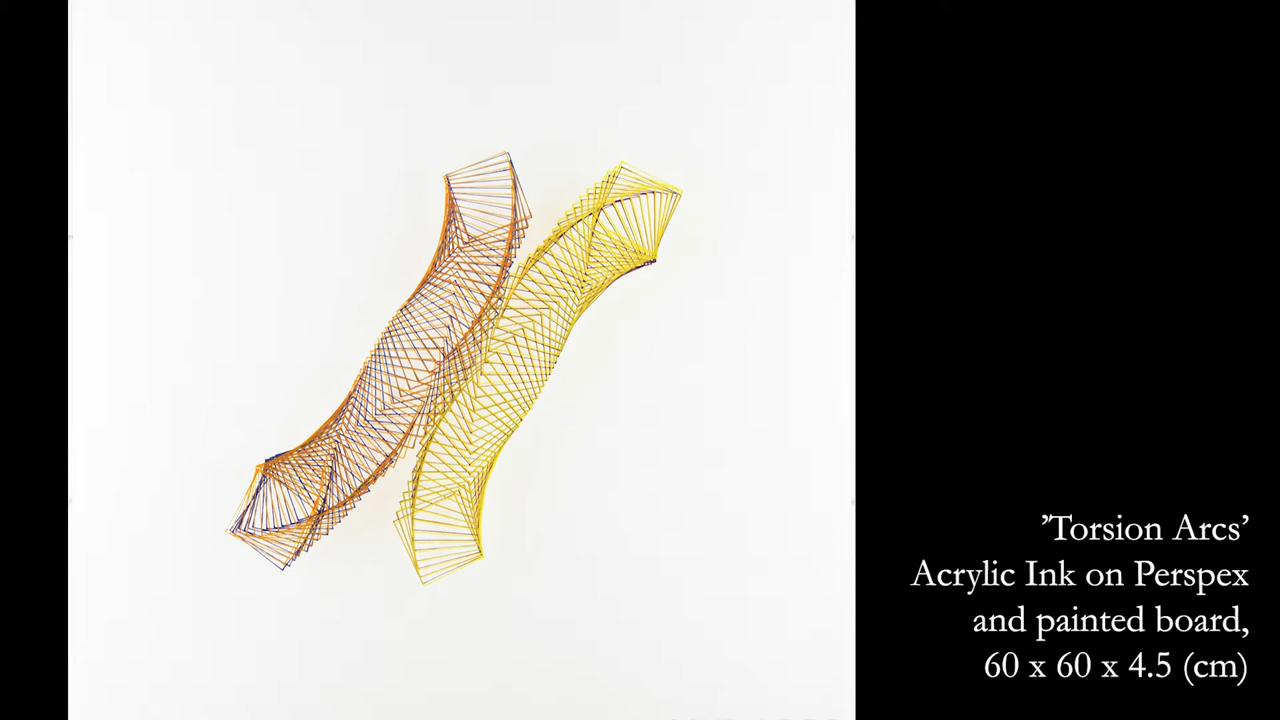 ’Torsion Arcs’
Acrylic Ink on Perspex
and painted board,
60 x 60 x 4.5 (cm)